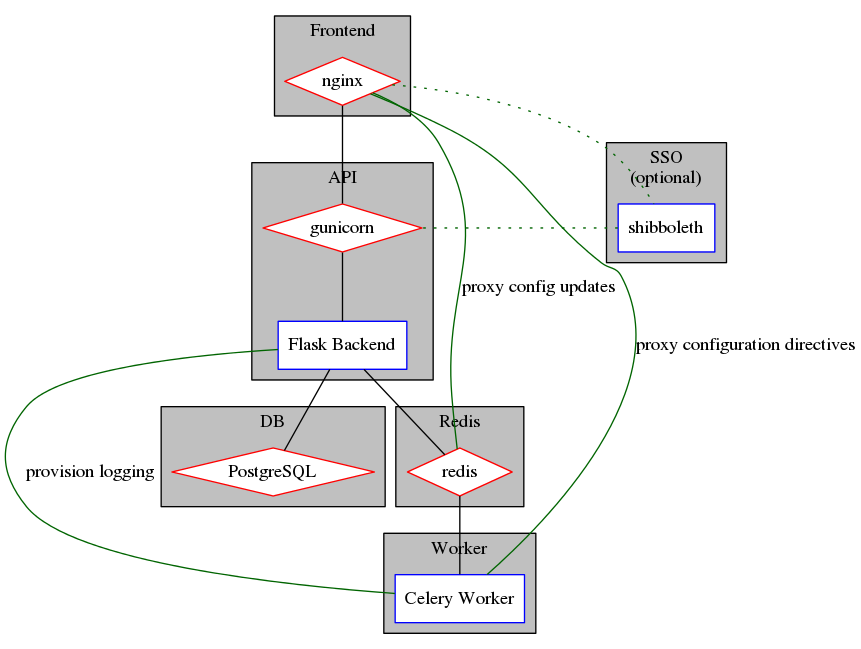 Frontend
nginx
SSO
(optional)
API
shibboleth
gunicorn
proxy config updates
Flask Backend
proxy configuration directives
DB
Redis
provision logging
PostgreSQL
redis
Worker
Celery Worker